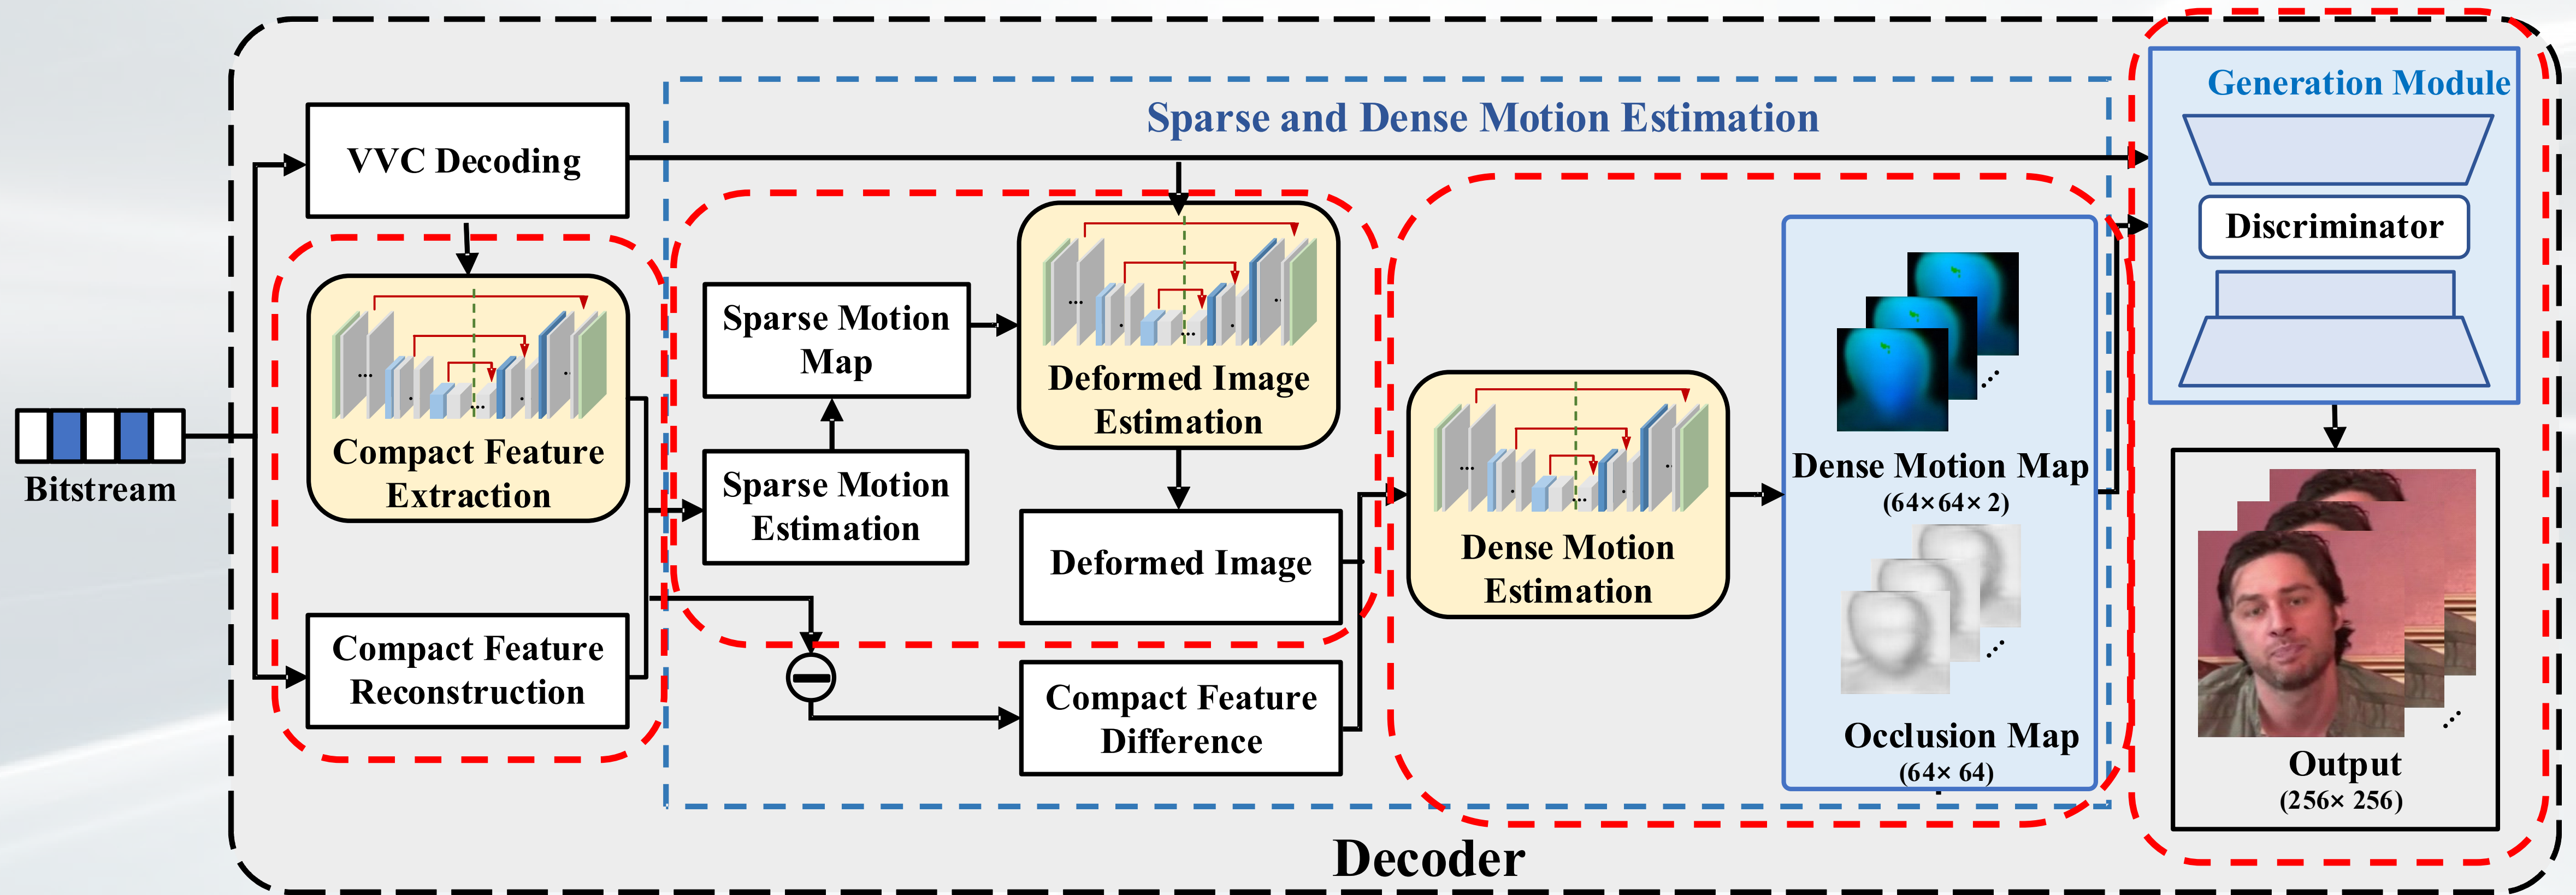 Generation Module
Sparse and Dense Motion Estimation
VVC Decoding
Discriminator
Sparse Motion
Map
Deformed Image
Estimation
Compact Feature
Extraction
Bitstream
Sparse Motion
Estimation
Dense Motion Map
(64×64× 2)
Deformed Image
Dense Motion
Estimation
Compact Feature
Reconstruction
Compact Feature
Difference
Occlusion Map
(64× 64)
Output
(256× 256)
Decoder